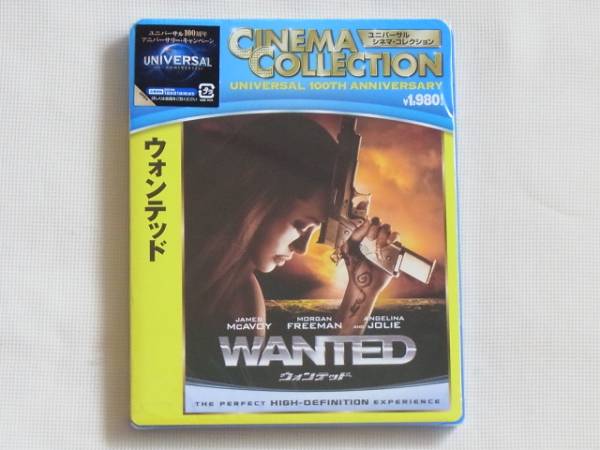 ユニバーサル100周年
アニバーサリー・キャンペーン
UNIVERSAL
CINEMA
COLLECTION
ユニバーサル
シネマ・コレクション
UNIVERSAL 100TH ANNIVERSARY
¥1,980!
ウォンテッド
JAMES McAVOY
MORGAN FREEMAN
AND ANGELINA JOLIE
WANTED
ウォンテッド
THE PERFECT HIGH-DEFINITION EXPERIENCE